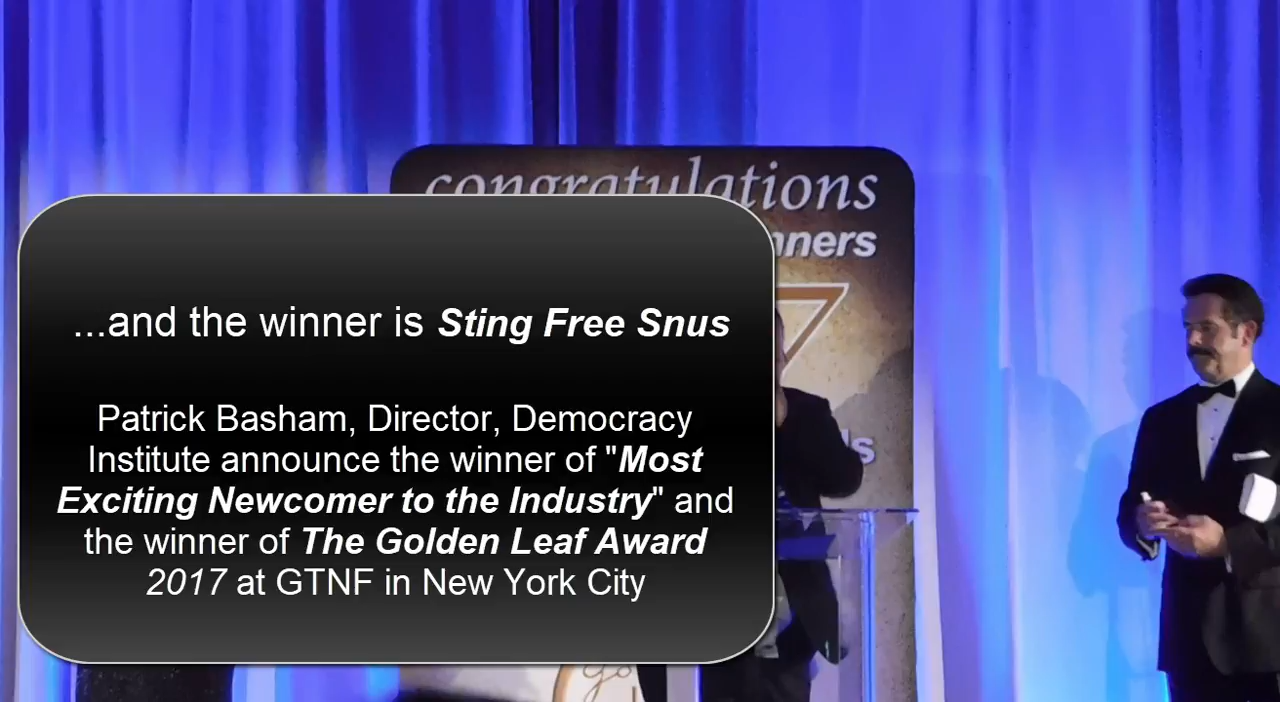 congratulations
nners
...and the winner is Sting Free Snus
Patrick Basham, Director, Democracy
Institute announce the winner of "Most
Exciting Newcomer to the Industry" and
the winner of The Golden Leaf Award
2017 at GTNF in New York City
s
go